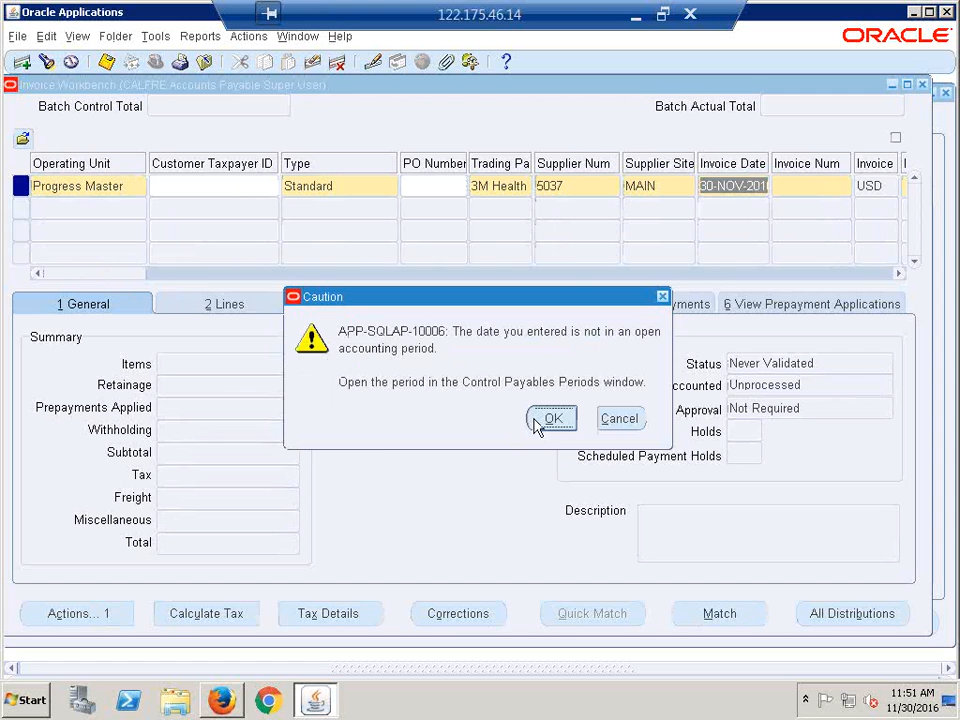 Oracle Applications
122.175.46.14
File Edit View Folder Tools Reports Actions Window Help
ORACLE
Invoice Workbench (CALFRE Accounts Payable Super User)
Batch Control Total
Batch Actual Total
Operating Unit Customer Taxpayer ID Type PO Number Trading Pa Supplier Num Supplier Site Invoice Date Invoice Num Invoice
Progress Master Standard 3M Health 5037 MAIN 30-NOV-201 USD
1 General
2 Lines
yments
6 View Prepayment Applications
Caution
APP-SQLAP-10006: The date you entered is not in an open
accounting period.
Open the period in the Control Payables Periods window.
OK
Cancel
Summary
Items
Retainage
Prepayments Applied
Withholding
Subtotal
Tax
Freight
Miscellaneous
Total
Status Never Validated
ccounted Unprocessed
Approval Not Required
Holds
Scheduled Payment Holds
Description
Actions... 1
Calculate Tax
Tax Details
Corrections
Quick Match
Match
All Distributions
Start
11:51 AM
11/30/2016